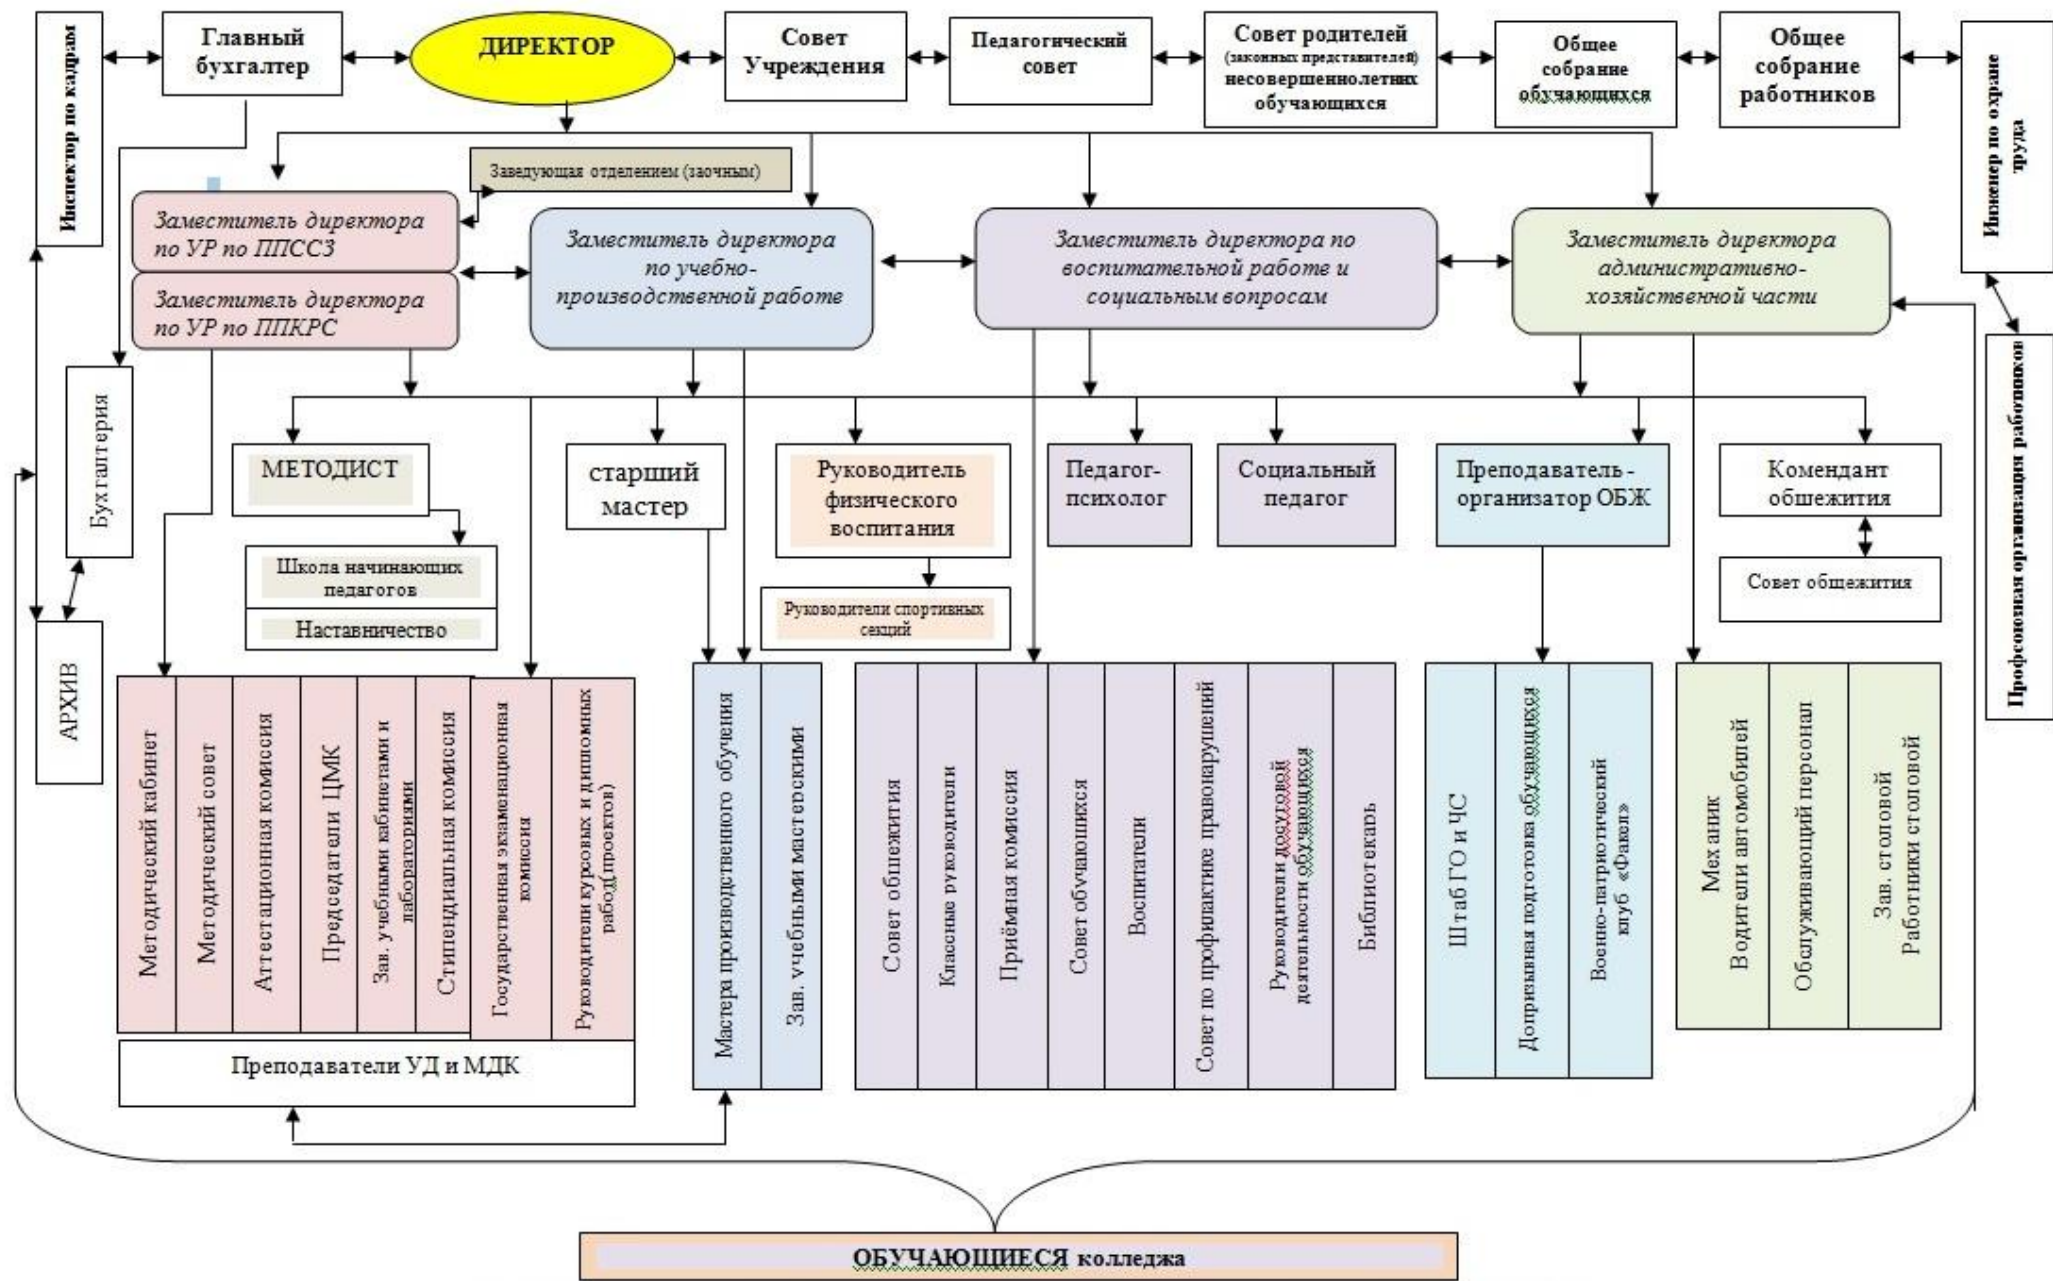 Инспектор по кадрам
Главный
бухгалтер
ДИРЕКТОР
Совет
Учреждения
Педагогический
совет
Совет родителей
(законных представителей)
несовершеннолетних
обучающихся
Общее
собрание
обучающихся
Общее
собрание
работников
Инженер по охране
труда
Заведующая отделением (заочным)
Заместитель директора
по УР по ППССЗ
Заместитель директора
по УР по ППКРС
Заместитель директора
по учебно-
производственной работе
Заместитель директора по
воспитательной работе и
социальным вопросам
Заместитель директора
административно-
хозяйственной части
Профсоюзная организация работников
Бухгалтерия
АРХИВ
МЕТОДИСТ
Школа начинающих
педагогов
Наставничество
старший
мастер
Руководитель
физического
воспитания
Руководители спортивных
секций
Педагог-
психолог
Социальный
педагог
Преподаватель -
организатор ОБЖ
Комендант
общежития
Совет общежития
Методический кабинет
Методический совет
Аттестационная комиссия
Председатели ЦМК
Зав. учебными кабинетами и
лабораториями
Стипендиальная комиссия
Государственная экзаменационная
комиссия
Руководители курсовых и дипломных
работ(проектов)
Преподаватели УД и МДК
Мастера производственного обучения
Зав. учебными мастерскими
Совет общежития
Классные руководители
Приёмная комиссия
Совет обучающихся
Воспитатели
Совет по профилактике правонарушений
Руководители досуговой
деятельности обучающихся
Библиотекарь
Штаб ГО и ЧС
Допризывная подготовка обучающихся
Военно-патриотический
клуб «Факел»
Механик
Водители автомобилей
Обслуживающий персонал
Зав. столовой
Работники столовой
ОБУЧАЮЩИЕСЯ колледжа